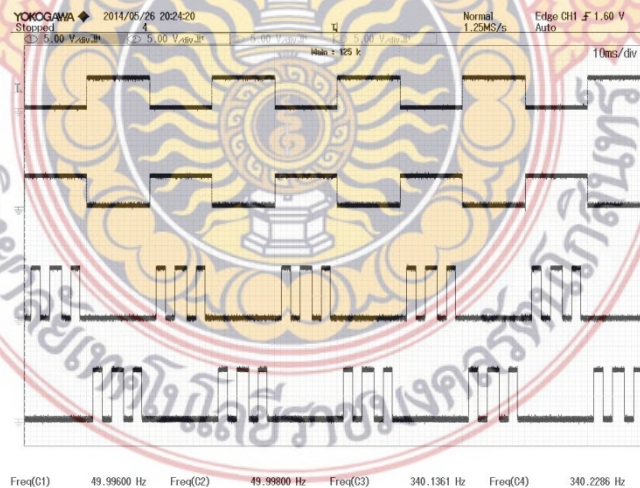 YOKOGAWA ◆ 2014/05/26 20:24:20 Normal Edge CH1 1.60 V
Stopped 4 1.25MS/s Auto
5.00 V/div 5.00 V/div 5.00 V/div 5.00 V/div
Main : 125 k
10ms/div
Freq(C1) 49.99600 Hz Freq(C2) 49.99800 Hz Freq(C3) 340.1361 Hz Freq(C4) 340.2286 Hz